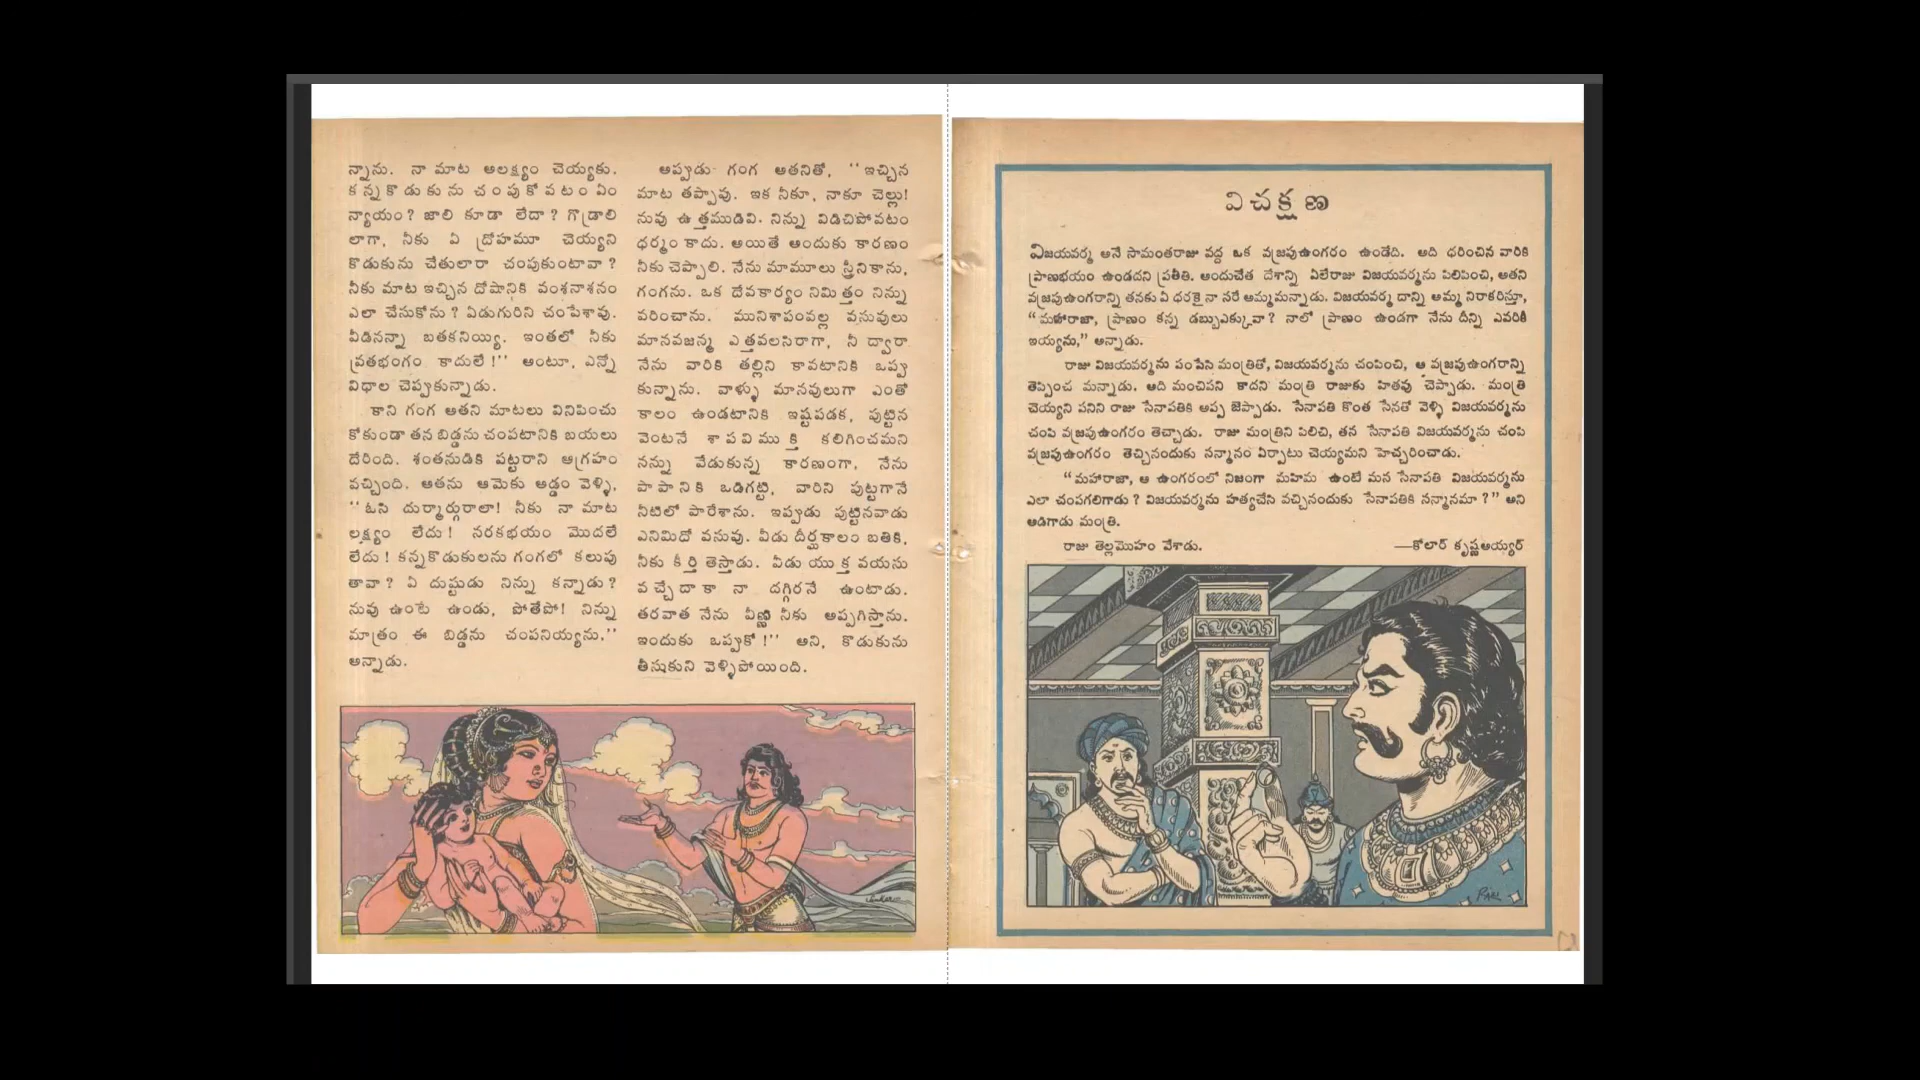 న్నాను. నా మాట అలక్ష్యం చెయ్యకు.
కన్నకొడుకును చంపుకోవటం ఏం
న్యాయం? జాలి కూడా లేదా? గొడ్రాలి
లాగా, నీకు ఏ ద్రోహమూ చెయ్యని
కొడుకును చేతులారా చంపుకుంటావా?
నీకు మాట ఇచ్చిన దోషానికి వంశనాశనం
ఎలా చేసుకోను? ఏడుగురిని చంపేశావు.
వీడినన్నా బతకనియ్యి. ఇంతలో నీకు
వ్రతభంగం కాదులే!'' అంటూ, ఎన్నో
విధాల చెప్పుకున్నాడు.
కాని గంగ అతని మాటలు వినిపించు
కోకుండా తన బిడ్డను చంపటానికి బయలు
దేరింది. శంతనుడికి పట్టరాని ఆగ్రహం
వచ్చింది. అతను ఆమెకు అడ్డం వెళ్ళి,
''ఓసి దుర్మార్గురాలా! నీకు నా మాట
లక్ష్యం లేదు! నరకభయం మొదలే
లేదు! కన్నకొడుకులను గంగలో కలుపు
తావా? ఏ దుష్టుడు నిన్ను కన్నాడు?
నువు ఉంటే ఉండు, పోతేపో! నిన్ను
మాత్రం ఈ బిడ్డను చంపనియ్యను,''
అన్నాడు.
అప్పుడు గంగ అతనితో, ''ఇచ్చిన
మాట తప్పావు. ఇక నీకూ, నాకూ చెల్లు!
నువు ఉత్తముడివి. నిన్ను విడిచిపోవటం
ధర్మం కాదు. అయితే అందుకు కారణం
నీకు చెప్పాలి. నేను మామూలు స్త్రీనికాను,
గంగను. ఒక దేవకార్యం నిమిత్తం నిన్ను
వరించాను. మునిశాపంవల్ల వసువులు
మానవజన్మ ఎత్తవలసిరాగా, నీ ద్వారా
నేను వారికి తల్లిని కావటానికి ఒప్పు
కున్నాను. వాళ్ళు మానవులుగా ఎంతో
కాలం ఉండటానికి ఇష్టపడక, పుట్టిన
వెంటనే శాపవిముక్తి కలిగించమని
నన్ను వేడుకున్న కారణంగా, నేను
పాపానికి ఒడిగట్టి, వారిని పుట్టగానే
నీటిలో పారేశాను. ఇప్పుడు పుట్టినవాడు
ఎనిమిదో వసువు. వీడు దీర్ఘకాలం బతికి,
నీకు కీర్తి తెస్తాడు. వీడు యుక్త వయసు
వచ్చేదాకా నా దగ్గిరనే ఉంటాడు.
తరవాత నేను వీణ్ణి నీకు అప్పగిస్తాను.
ఇందుకు ఒప్పుకో!'' అని, కొడుకును
తీసుకుని వెళ్ళిపోయింది.
విచక్షణ
విజయవర్మ అనే సామంతరాజు వద్ద ఒక వజ్రపుఉంగరం ఉండేది. అది ధరించిన వారికి
ప్రాణభయం ఉండదని ప్రతీతి. అందుచేత దేశాన్ని ఏలేరాజు విజయవర్మను పిలిపించి, అతని
వజ్రపుఉంగరాన్ని తనకు ఏ ధరకై నా సరే అమ్మమన్నాడు. విజయవర్మ దాన్ని అమ్మ నిరాకరిస్తూ,
“మహారాజా, ప్రాణం కన్న డబ్బుఎక్కువా? నాలో ప్రాణం ఉండగా నేను దీన్ని ఎవరికీ
ఇయ్యను,” అన్నాడు.
రాజు విజయవర్మను పంపేసి మంత్రితో, విజయవర్మను చంపించి, ఆ వజ్రపుఉంగరాన్ని
తెప్పించ మన్నాడు. అది మంచిపని కాదని మంత్రి రాజుకు హితవు చెప్పాడు. మంత్రి
చెయ్యని పనిని రాజు సేనాపతికి అప్ప జెప్పాడు. సేనాపతి కొంత సేనతో వెళ్ళి విజయవర్మను
చంపి వజ్రపుఉంగరం తెచ్చాడు. రాజు మంత్రిని పిలిచి, తన సేనాపతి విజయవర్మను చంపి
వజ్రపుఉంగరం తెచ్చినందుకు సన్మానం ఏర్పాటు చెయ్యమని హెచ్చరించాడు.
“మహారాజా, ఆ ఉంగరంలో నిజంగా మహిమ ఉంటే మన సేనాపతి విజయవర్మను
ఎలా చంపగలిగాడు? విజయవర్మను హత్యచేసి వచ్చినందుకు సేనాపతికి సన్మానమా?” అని
అడిగాడు మంత్రి.
రాజు తెల్లమొహం వేశాడు. —కోలార్ కృష్ణఅయ్యర్